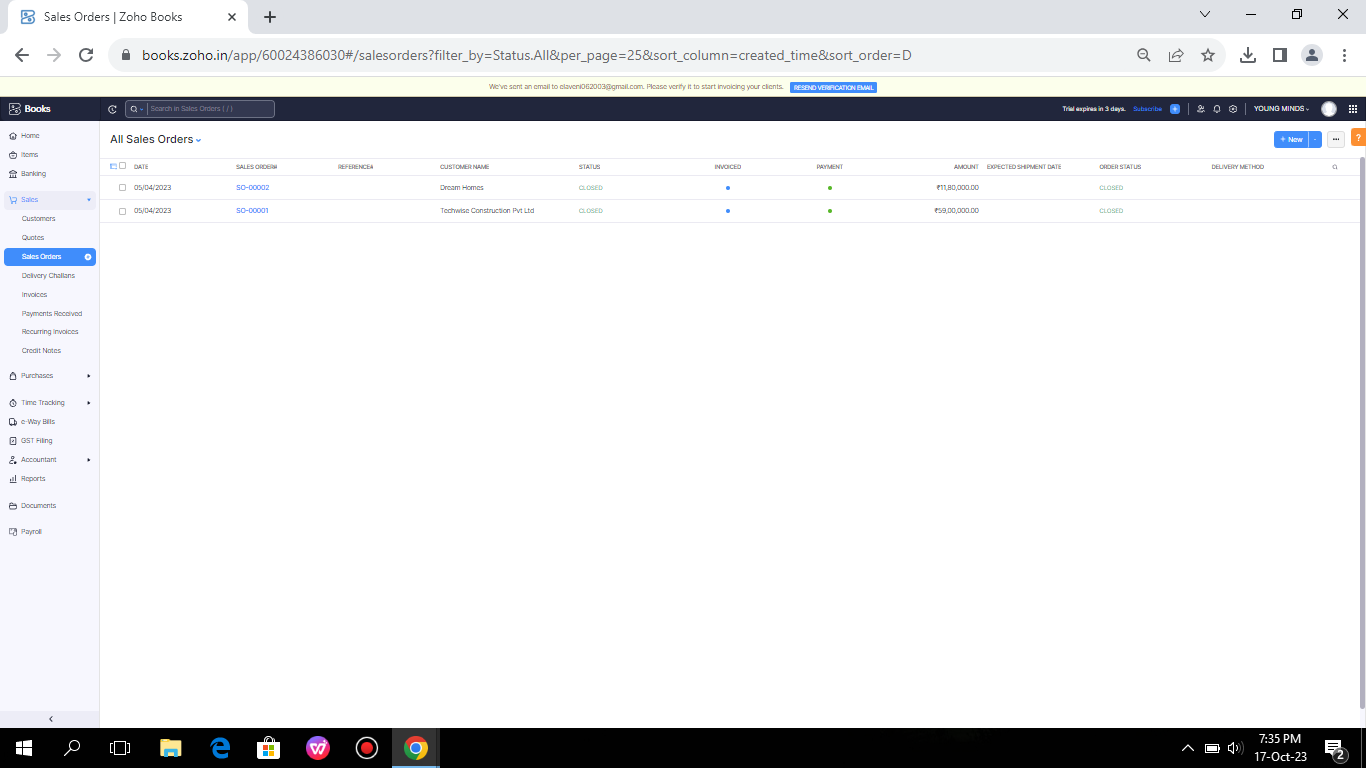 Sales Orders | Zoho Books
books.zoho.in/app/60024386030#/salesorders?filter_by=Status.All&per_page=25&sort_column=created_time&sort_order=D
We've sent an email to elaveni062003@gmail.com. Please verify it to start invoicing your clients. RESEND VERIFICATION EMAIL
Books
Search in Sales Orders ( / )
Trial expires in 3 days. Subscribe
YOUNG MINDS
Home
Items
Banking
Sales
Customers
Quotes
Sales Orders
Delivery Challans
Invoices
Payments Received
Recurring Invoices
Credit Notes
Purchases
Time Tracking
e-Way Bills
GST Filing
Accountant
Reports
Documents
Payroll
All Sales Orders
+ New
?
DATE SALES ORDER# REFERENCE# CUSTOMER NAME STATUS INVOICED PAYMENT AMOUNT EXPECTED SHIPMENT DATE ORDER STATUS DELIVERY METHOD
05/04/2023 SO-00002 Dream Homes CLOSED ₹11,80,000.00 CLOSED
05/04/2023 SO-00001 Techwise Construction Pvt Ltd CLOSED ₹59,00,000.00 CLOSED
7:35 PM
17-Oct-23
2